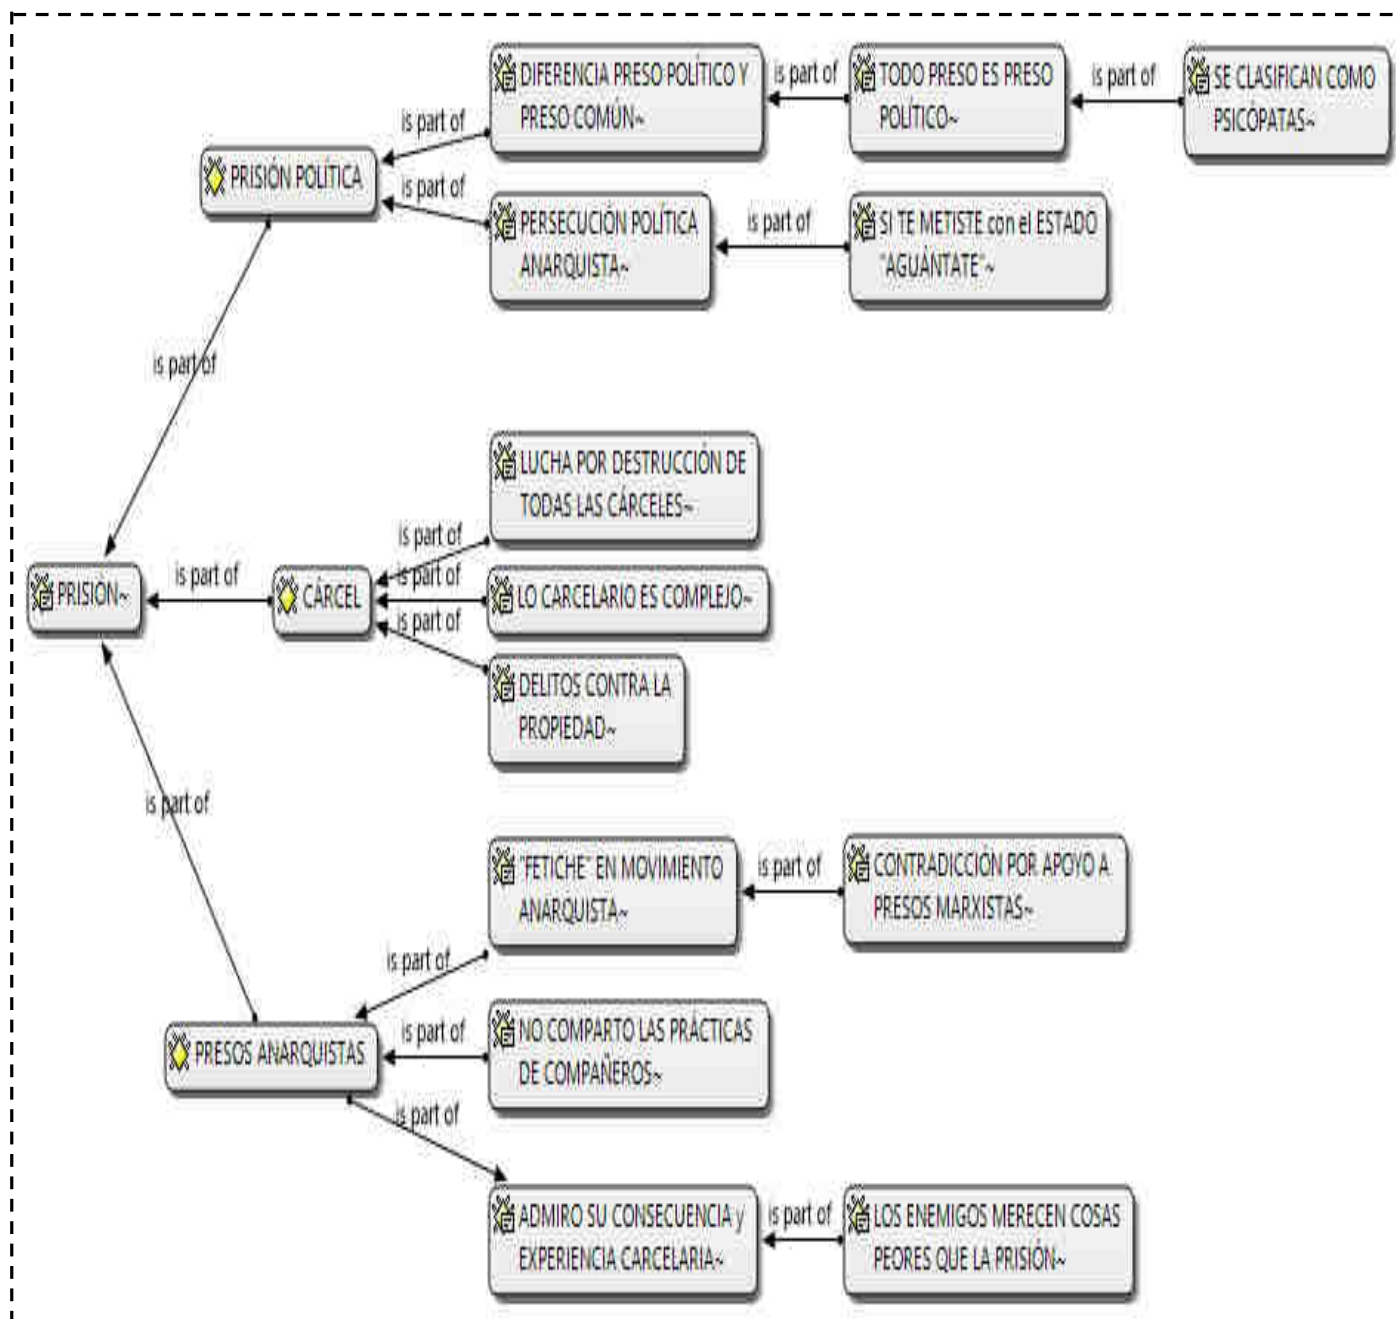 DIFERENCIA PRESO POLÍTICO Y
PRESO COMÚN~
is part of
TODO PRESO ES PRESO
POLÍTICO~
is part of
SE CLASIFICAN COMO
PSICÓPATAS~
is part of
PRISIÓN POLÍTICA
is part of
PERSECUCIÓN POLÍTICA
ANARQUISTA~
is part of
SI TE METISTE con el ESTADO
"AGUÁNTATE"~
is part of
LUCHA POR DESTRUCCIÓN DE
TODAS LAS CÁRCELES~
is part of
PRISIÓN~
is part of
CÁRCEL
is part of
LO CARCELARIO ES COMPLEJO~
is part of
DELITOS CONTRA LA
PROPIEDAD~
is part of
"FETICHE" EN MOVIMIENTO
ANARQUISTA~
is part of
CONTRADICCIÓN POR APOYO A
PRESOS MARXISTAS~
is part of
PRESOS ANARQUISTAS
is part of
NO COMPARTO LAS PRÁCTICAS
DE COMPAÑEROS~
is part of
ADMIRO SU CONSECUENCIA y
EXPERIENCIA CARCELARIA~
is part of
LOS ENEMIGOS MERECEN COSAS
PEORES QUE LA PRISIÓN~